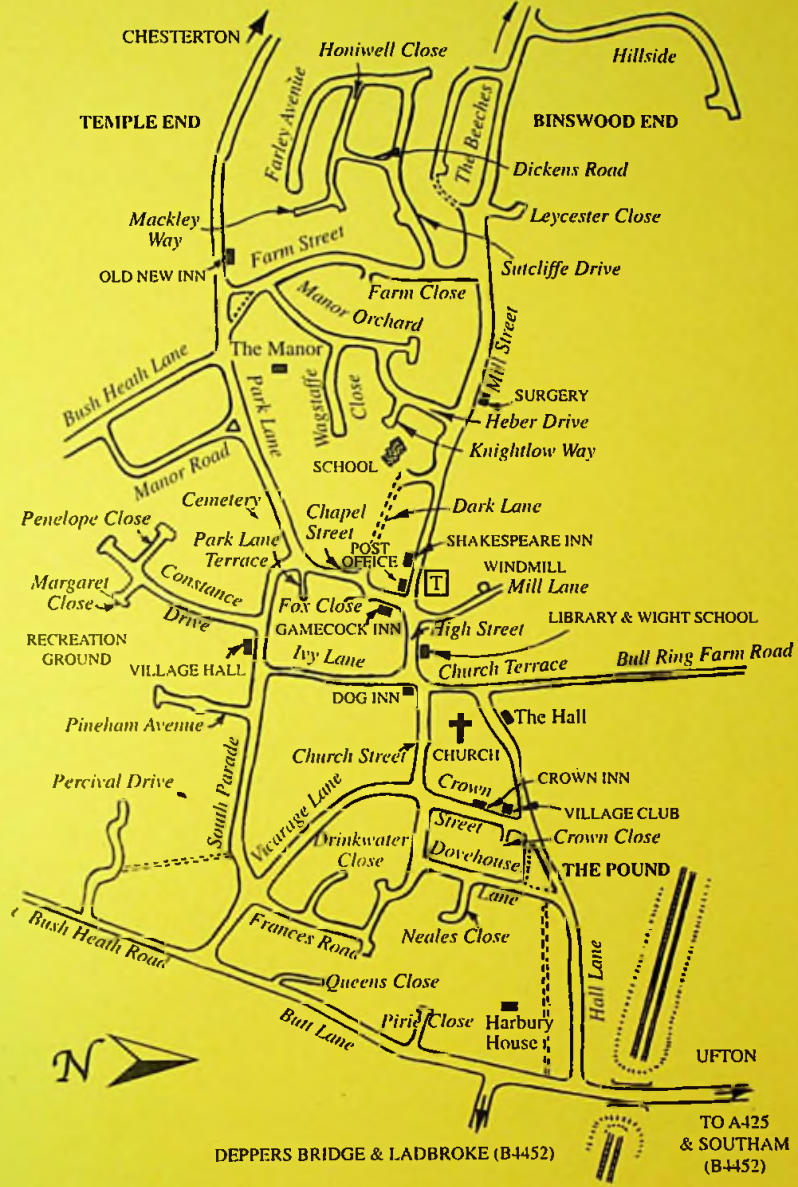 CHESTERTON
Honiwell Close
Hillside
Farley Avenue
The Beeches
TEMPLE END
BINSWOOD END
Dickens Road
Mackley
Way
Leycester Close
Farm Street
OLD NEW INN
Sutcliffe Drive
Farm Close
Manor Orchard
Mill Street
The Manor
Bush Heath Lane
Park Lane
Wagstaffe
Close
SURGERY
Heber Drive
Knightlow Way
SCHOOL
Manor Road
Cemetery
Chapel
Street
Dark Lane
Penelope Close
Park Lane
Terrace
POST
OFFICE
SHAKESPEARE INN
WINDMILL
T
Mill Lane
Margaret
Close
Constance
Drive
Fox Close
GAMECOCK INN
High Street
LIBRARY & WIGHT SCHOOL
RECREATION
GROUND
VILLAGE HALL
Ivy Lane
Church Terrace
Bull Ring Farm Road
DOG INN
The Hall
Pineham Avenue
Church Street
CHURCH
Percival Drive
South Parade
Vicarage Lane
Crown
Street
CROWN INN
VILLAGE CLUB
Crown Close
Drinkwater
Close
Dovehouse
Lane
THE POUND
Bush Heath Road
Frances Road
Neales Close
Hall Lane
Queens Close
Butt Lane
Pirie Close
Harbury
House
N
UFTON
DEPPERS BRIDGE & LADBROKE (B4452)
TO A425
& SOUTHAM
(B4452)